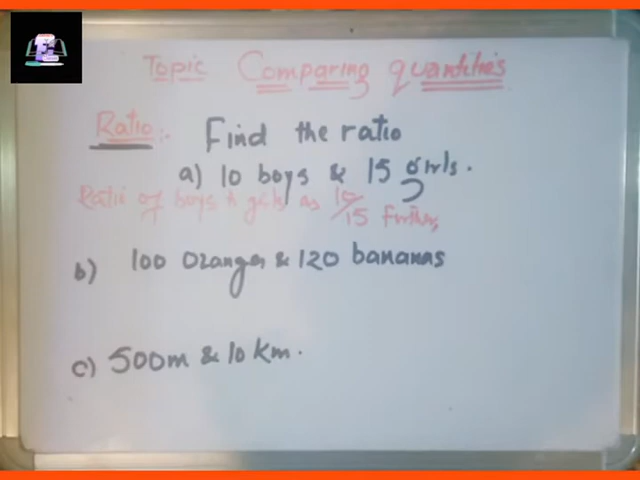 Topic Comparing quantities
Ratio:- Find the ratio
a) 10 boys & 15 girls.
Ratio of boys to girls as 10/15 further,
b) 100 Oranges & 120 bananas
c) 500m & 10 km.